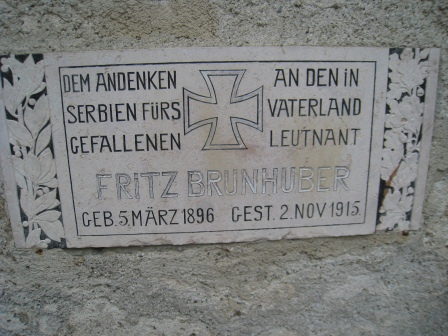 DEM ANDENKEN AN DEN IN
SERBIEN FÜRS VATERLAND
GEFALLENEN LEUTNANT
FRITZ BRUNHUBER
GEB. 5. MÄRZ 1896 GEST. 2. NOV 1915.